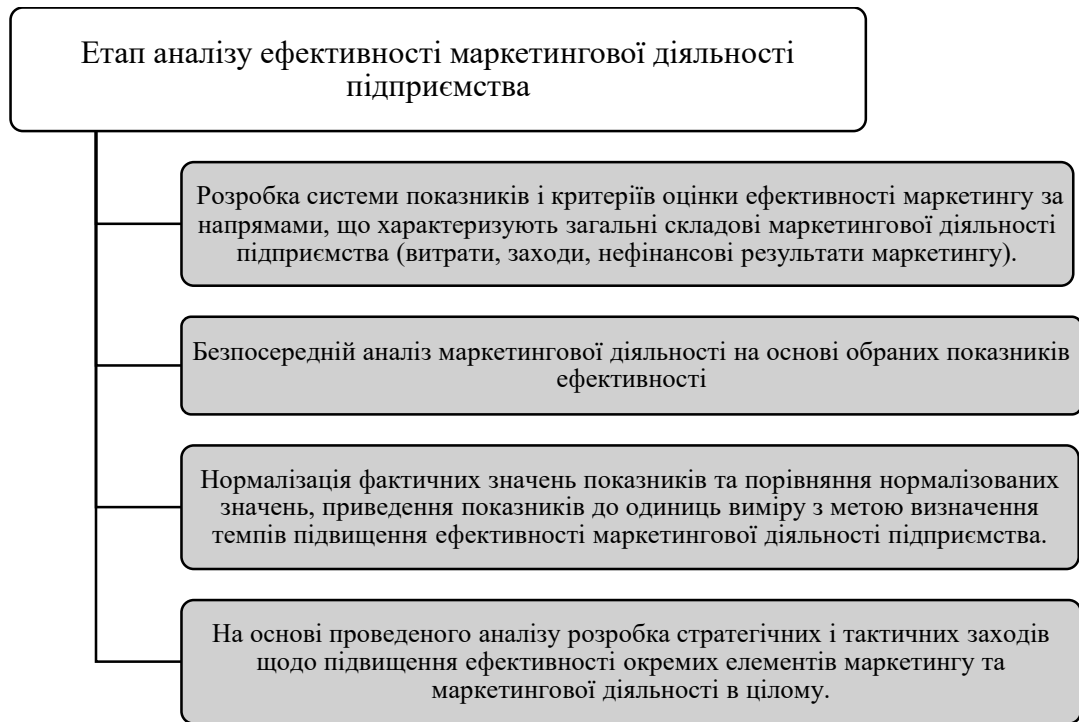 Етап аналізу ефективності маркетингової діяльності
підприємства
Розробка системи показників і критеріїв оцінки ефективності маркетингу за
напрямами, що характеризують загальні складові маркетингової діяльності
підприємства (витрати, заходи, нефінансові результати маркетингу).
Безпосередній аналіз маркетингової діяльності на основі обраних показників
ефективності
Нормалізація фактичних значень показників та порівняння нормалізованих
значень, приведення показників до одиниць виміру з метою визначення
темпів підвищення ефективності маркетингової діяльності підприємства.
На основі проведеного аналізу розробка стратегічних і тактичних заходів
щодо підвищення ефективності окремих елементів маркетингу та
маркетингової діяльності в цілому.